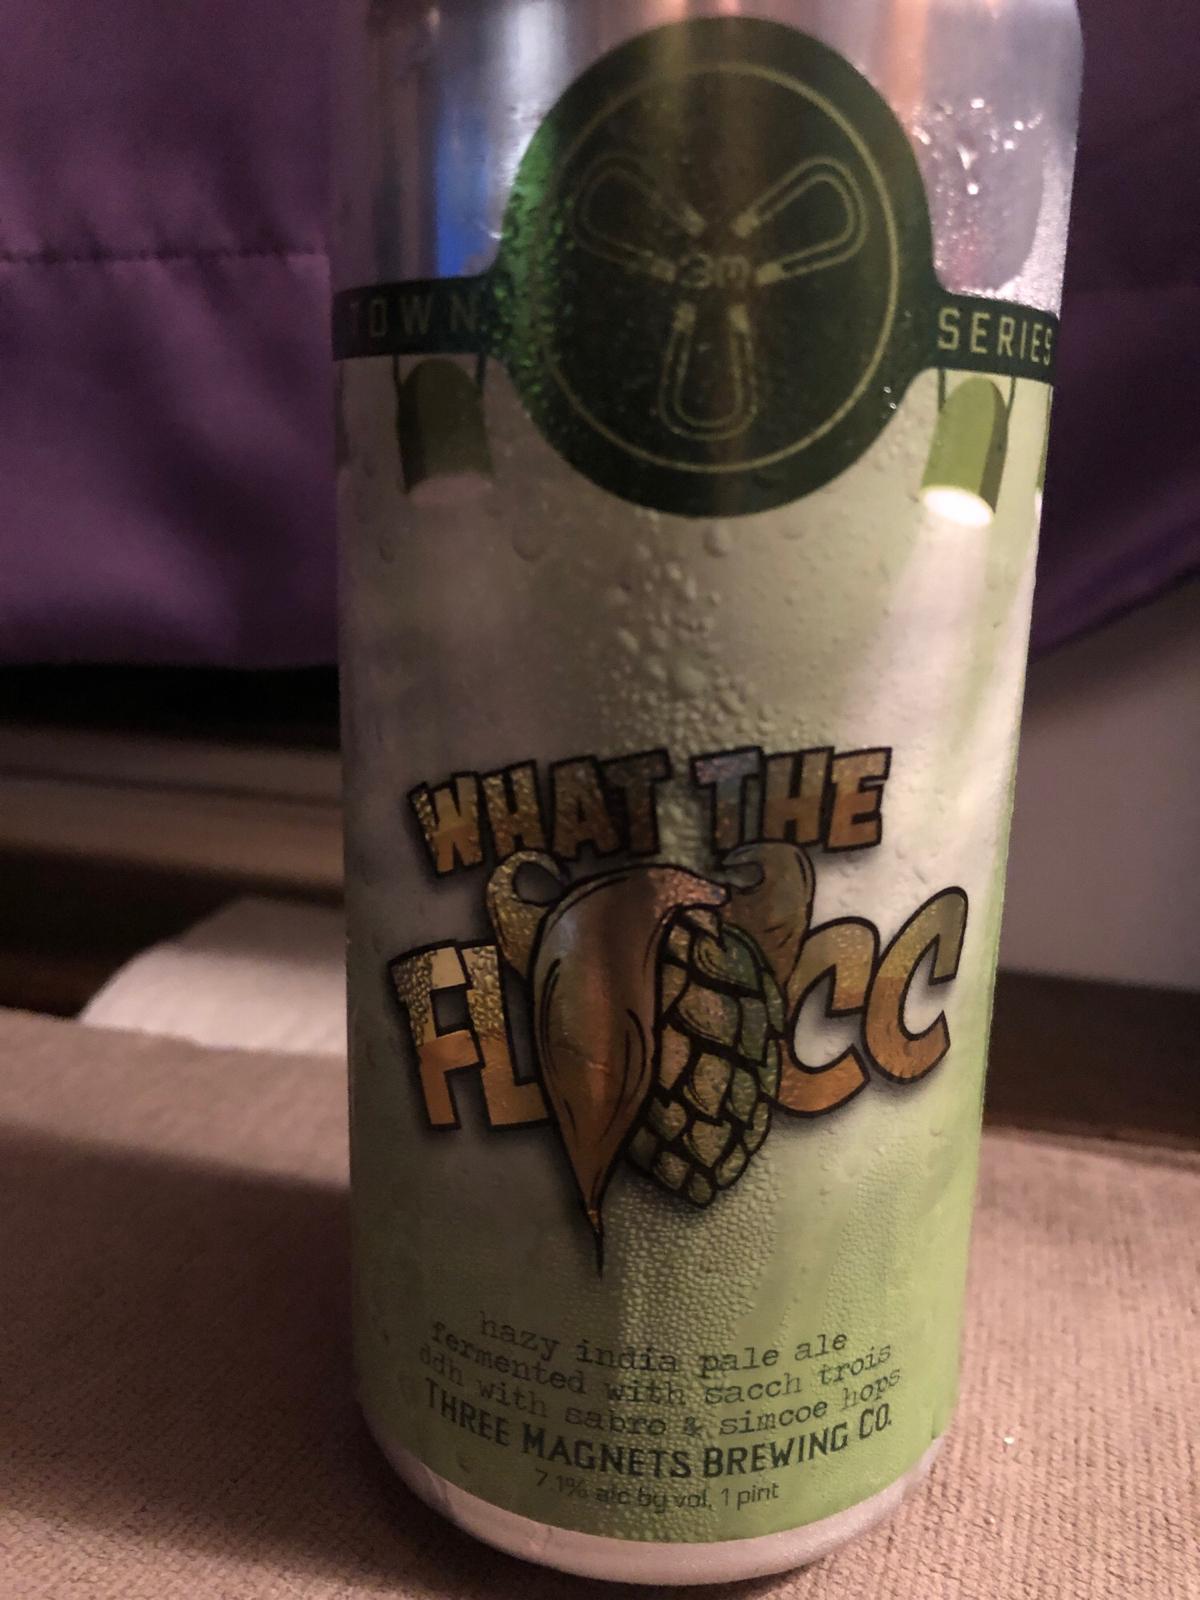 3m
TOWN SERIES
WHAT THE
FLOCC
hazy india pale ale
fermented with sacch trois
ddh with sabro & simcoe hops
THREE MAGNETS BREWING CO.
7.1% alc by vol, 1 pint